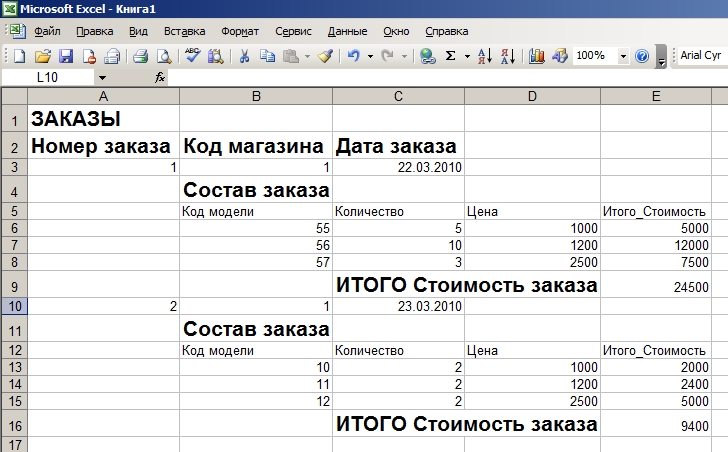 Microsoft Excel - Книга1
Файл Правка Вид Вставка Формат Сервис Данные Окно Справка
100% Arial Cyr
L10 fx
A B C D E
1 ЗАКАЗЫ
2 Номер заказа Код магазина Дата заказа
3 1 1 22.03.2010
4 Состав заказа
5 Код модели Количество Цена Итого_Стоимость
6 55 5 1000 5000
7 56 10 1200 12000
8 57 3 2500 7500
9 ИТОГО Стоимость заказа 24500
10 2 1 23.03.2010
11 Состав заказа
12 Код модели Количество Цена Итого_Стоимость
13 10 2 1000 2000
14 11 2 1200 2400
15 12 2 2500 5000
16 ИТОГО Стоимость заказа 9400
17